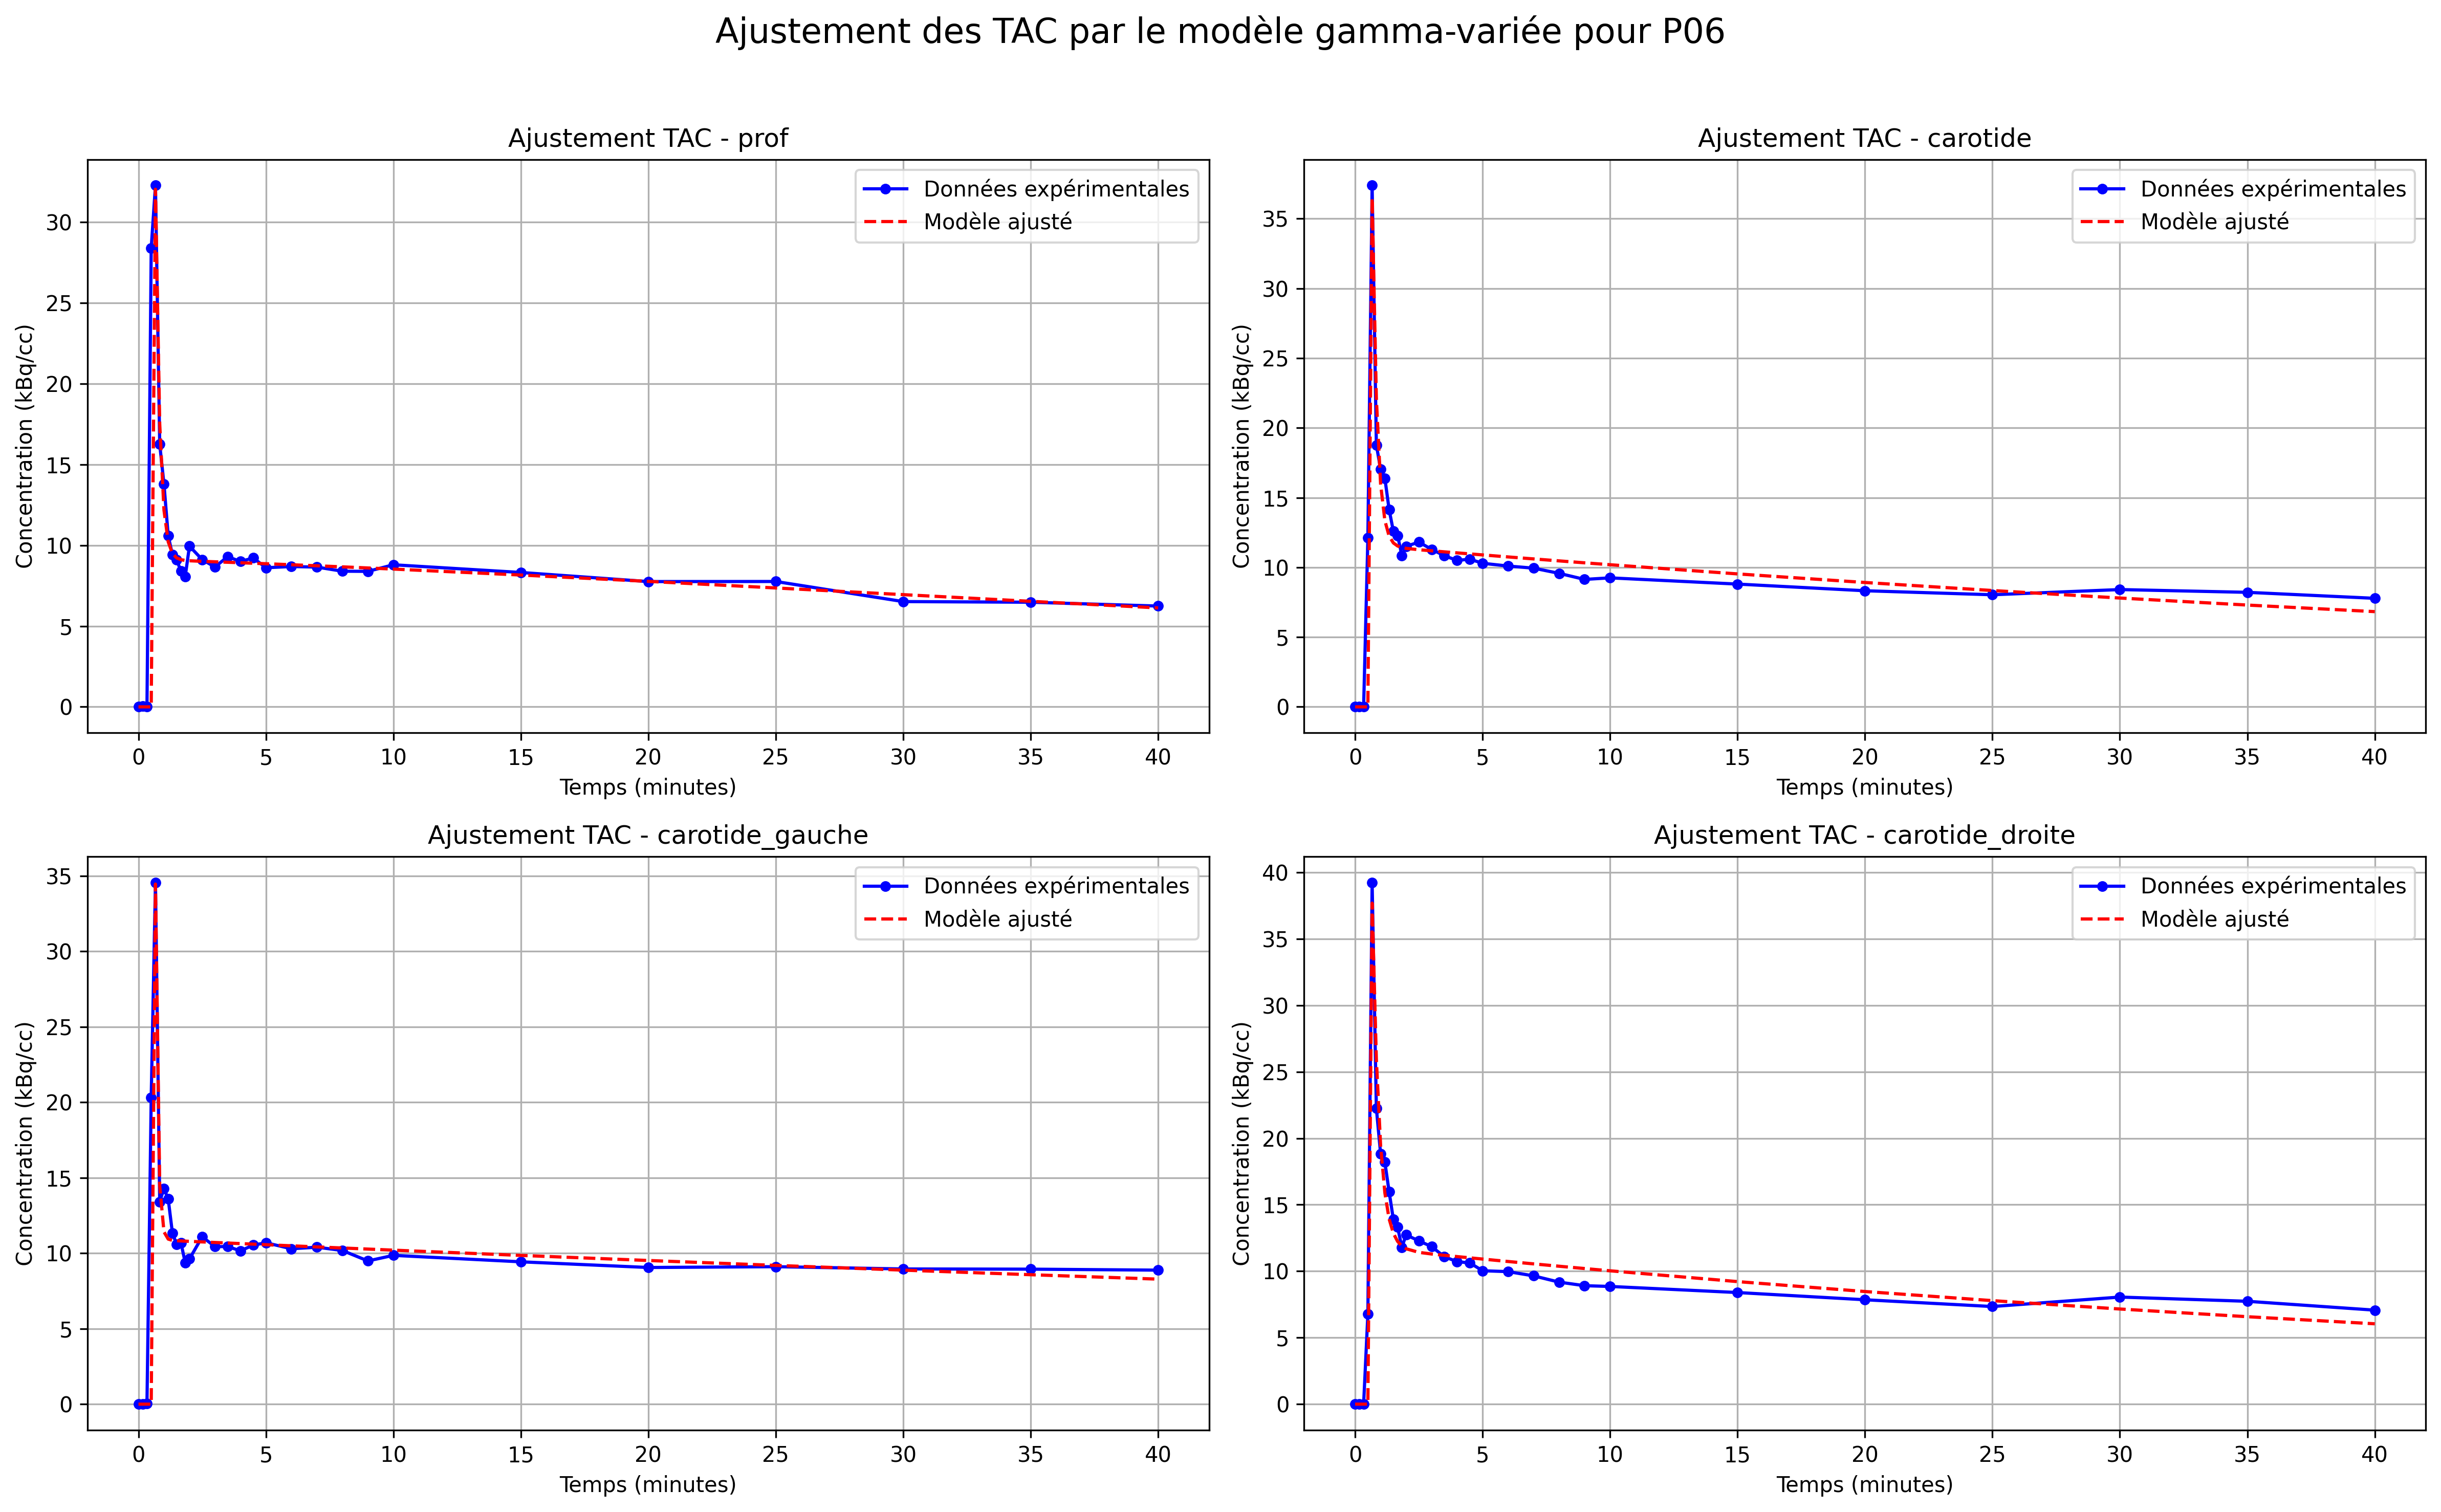 Ajustement des TAC par le modèle gamma-variée pour P06
Ajustement TAC - prof
Concentration (kBq/cc)
30
25
20
15
10
5
0
Données expérimentales
Modèle ajusté
0 5 10 15 20 25 30 35 40
Temps (minutes)
Ajustement TAC - carotide
Concentration (kBq/cc)
35
30
25
20
15
10
5
0
Données expérimentales
Modèle ajusté
0 5 10 15 20 25 30 35 40
Temps (minutes)
Ajustement TAC - carotide_gauche
Concentration (kBq/cc)
35
30
25
20
15
10
5
0
Données expérimentales
Modèle ajusté
0 5 10 15 20 25 30 35 40
Temps (minutes)
Ajustement TAC - carotide_droite
Concentration (kBq/cc)
40
35
30
25
20
15
10
5
0
Données expérimentales
Modèle ajusté
0 5 10 15 20 25 30 35 40
Temps (minutes)